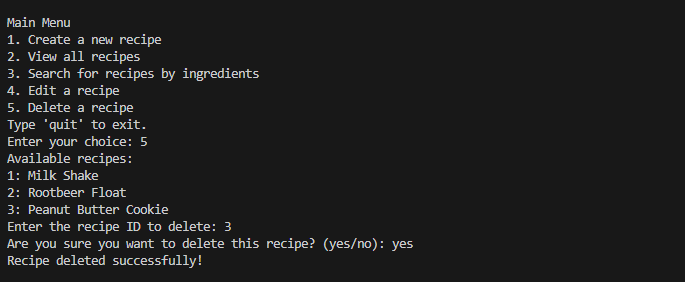 Main Menu
1. Create a new recipe
2. View all recipes
3. Search for recipes by ingredients
4. Edit a recipe
5. Delete a recipe
Type 'quit' to exit.
Enter your choice: 5
Available recipes:
1: Milk Shake
2: Rootbeer Float
3: Peanut Butter Cookie
Enter the recipe ID to delete: 3
Are you sure you want to delete this recipe? (yes/no): yes
Recipe deleted successfully!